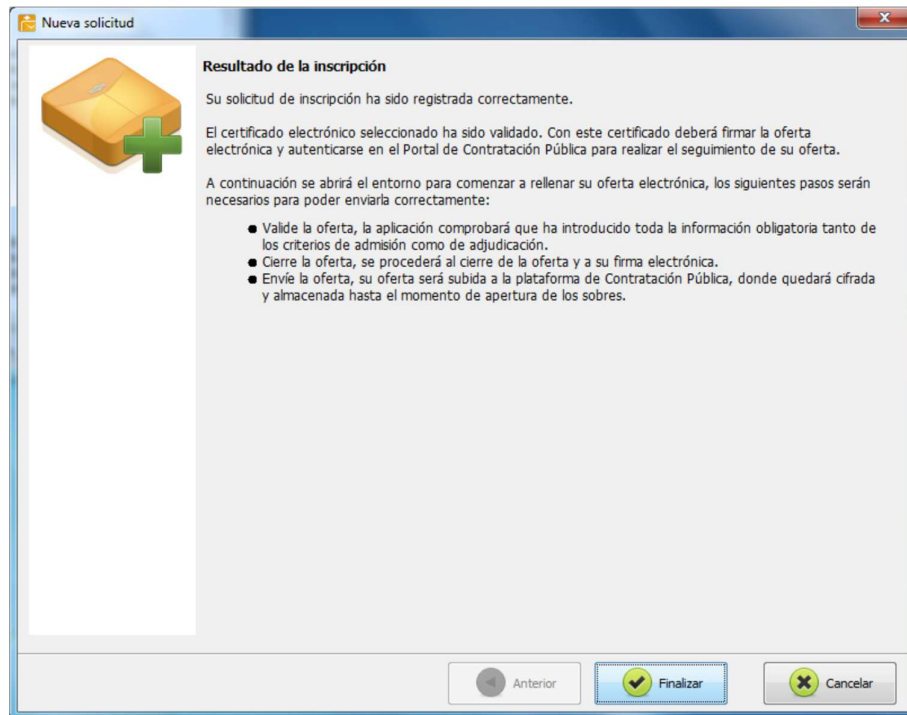 Nueva solicitud
Resultado de la inscripción
Su solicitud de inscripción ha sido registrada correctamente.
El certificado electrónico seleccionado ha sido validado. Con este certificado deberá firmar la oferta
electrónica y autenticarse en el Portal de Contratación Pública para realizar el seguimiento de su oferta.
A continuación se abrirá el entorno para comenzar a rellenar su oferta electrónica, los siguientes pasos serán
necesarios para poder enviarla correctamente:
● Valide la oferta, la aplicación comprobará que ha introducido toda la información obligatoria tanto de
los criterios de admisión como de adjudicación.
● Cierre la oferta, se procederá al cierre de la oferta y a su firma electrónica.
● Envíe la oferta, su oferta será subida a la plataforma de Contratación Pública, donde quedará cifrada
y almacenada hasta el momento de apertura de los sobres.
Anterior Finalizar Cancelar